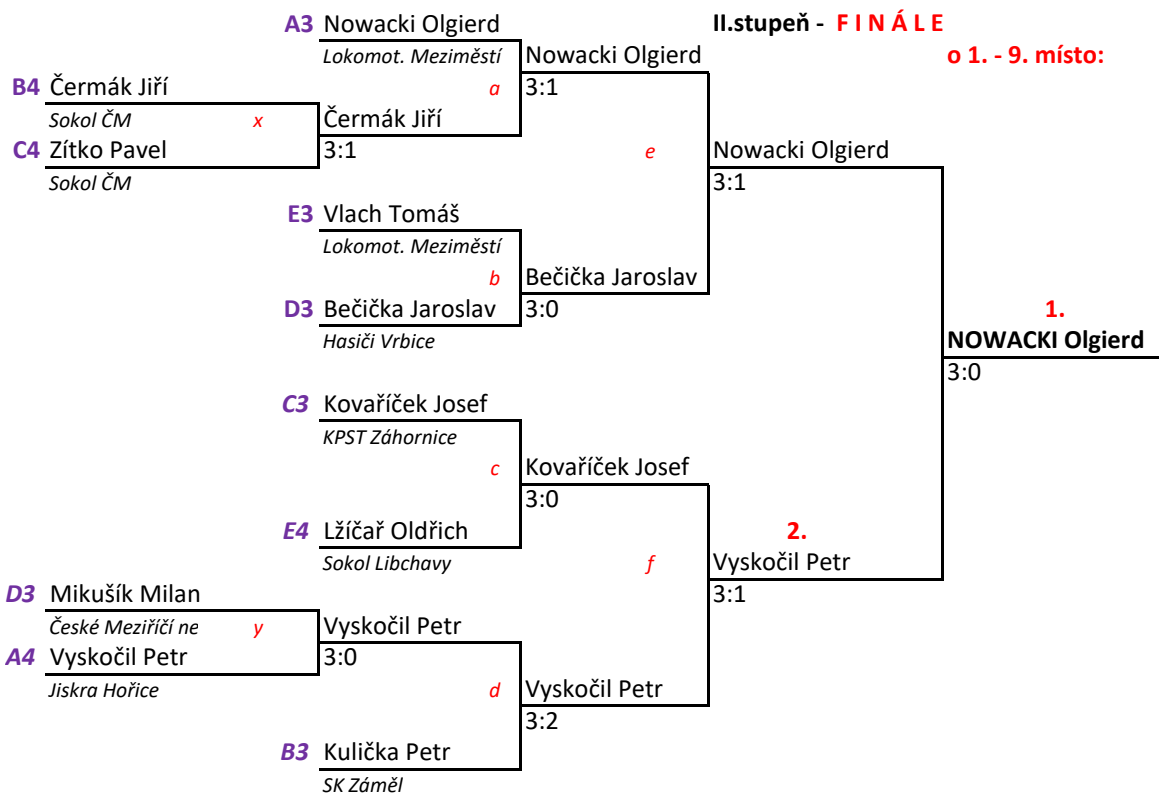 A3 Nowacki Olgierd II.stupeň - F I N Á L E
Lokomot. Meziměstí Nowacki Olgierd o 1. - 9. místo:
B4 Čermák Jiří a 3:1
Sokol ČM x Čermák Jiří
C4 Zítko Pavel 3:1 e Nowacki Olgierd
Sokol ČM 3:1
E3 Vlach Tomáš
Lokomot. Meziměstí
b Bečička Jaroslav
D3 Bečička Jaroslav 3:0 1.
Hasiči Vrbice NOWACKI Olgierd
3:0
C3 Kovaříček Josef
KPST Záhornice
c Kovaříček Josef
3:0
E4 Lžíčař Oldřich 2.
Sokol Libchavy f Vyskočil Petr
D3 Mikušík Milan 3:1
České Meziříčí ne y Vyskočil Petr
A4 Vyskočil Petr 3:0
Jiskra Hořice d Vyskočil Petr
3:2
B3 Kulička Petr
SK Záměl